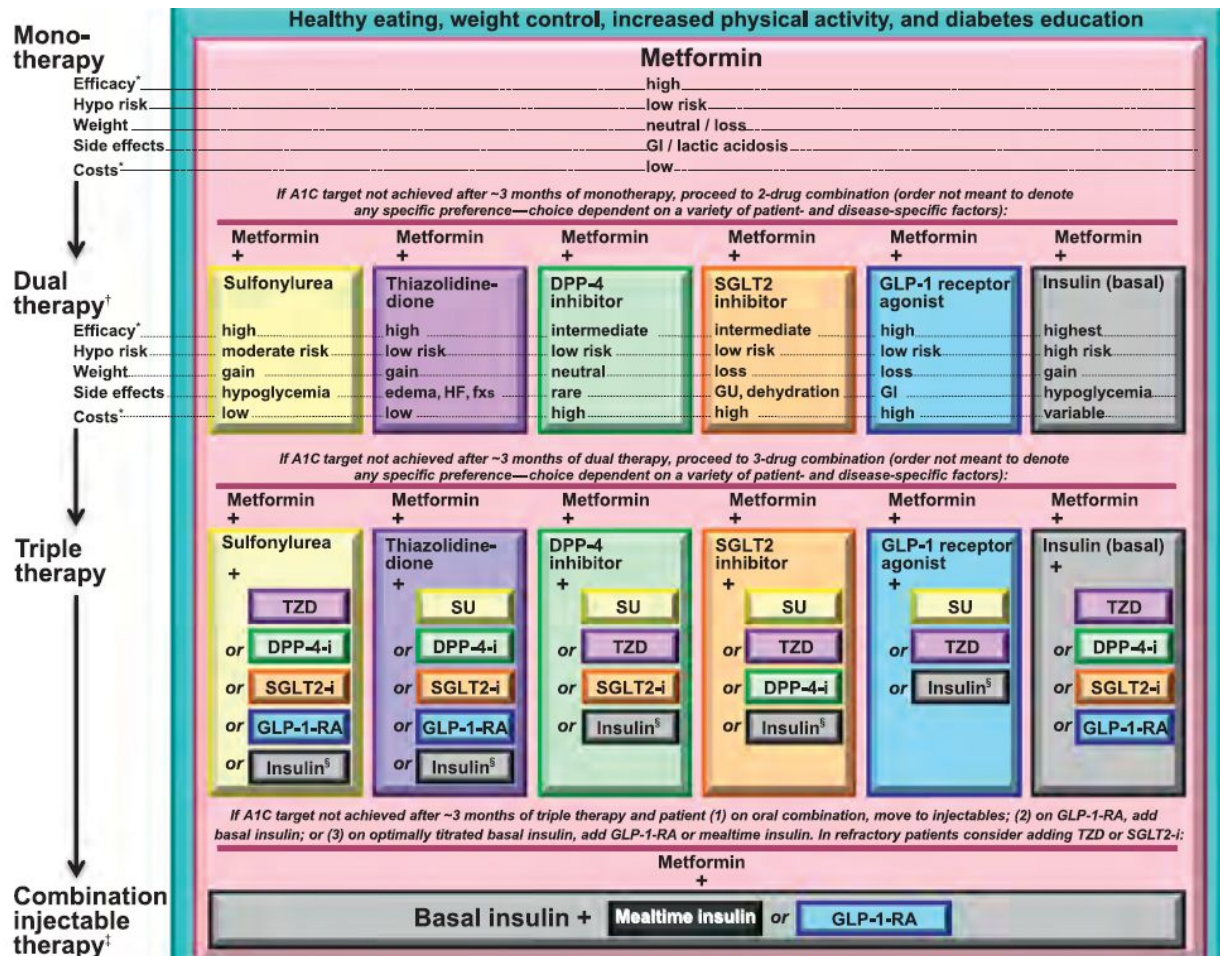 Healthy eating, weight control, increased physical activity, and diabetes education
Mono-
therapy
Metformin
Efficacy* high
Hypo risk low risk
Weight neutral / loss
Side effects GI / lactic acidosis
Costs* low
If A1C target not achieved after ~3 months of monotherapy, proceed to 2-drug combination (order not meant to denote
any specific preference—choice dependent on a variety of patient- and disease-specific factors):
Metformin Metformin Metformin Metformin Metformin Metformin
+ + + + + +
Dual
therapy†
Sulfonylurea
Thiazolidine-
dione
DPP-4
inhibitor
SGLT2
inhibitor
GLP-1 receptor
agonist
Insulin (basal)
Efficacy* high high intermediate intermediate high highest
Hypo risk moderate risk low risk low risk low risk low risk high risk
Weight gain gain neutral loss loss gain
Side effects hypoglycemia edema, HF, fxs rare GU, dehydration GI hypoglycemia
Costs* low low high high high variable
If A1C target not achieved after ~3 months of dual therapy, proceed to 3-drug combination (order not meant to denote
any specific preference—choice dependent on a variety of patient- and disease-specific factors):
Metformin Metformin Metformin Metformin Metformin Metformin
+ + + + + +
Triple
therapy
Sulfonylurea
+
TZD
or DPP-4-i
or SGLT2-i
or GLP-1-RA
or Insulin§
Thiazolidine-
dione
+
SU
or DPP-4-i
or SGLT2-i
or GLP-1-RA
or Insulin§
DPP-4
inhibitor
+
SU
or TZD
or SGLT2-i
or Insulin§
SGLT2
inhibitor
+
SU
or TZD
or DPP-4-i
or Insulin§
GLP-1 receptor
agonist
+
SU
or TZD
or Insulin§
Insulin (basal)
+
TZD
or DPP-4-i
or SGLT2-i
or GLP-1-RA
If A1C target not achieved after ~3 months of triple therapy and patient (1) on oral combination, move to injectables; (2) on GLP-1-RA, add
basal insulin; or (3) on optimally titrated basal insulin, add GLP-1-RA or mealtime insulin. In refractory patients consider adding TZD or SGLT2-i:
Metformin
+
Combination
injectable
therapy‡
Basal insulin + Mealtime insulin or GLP-1-RA